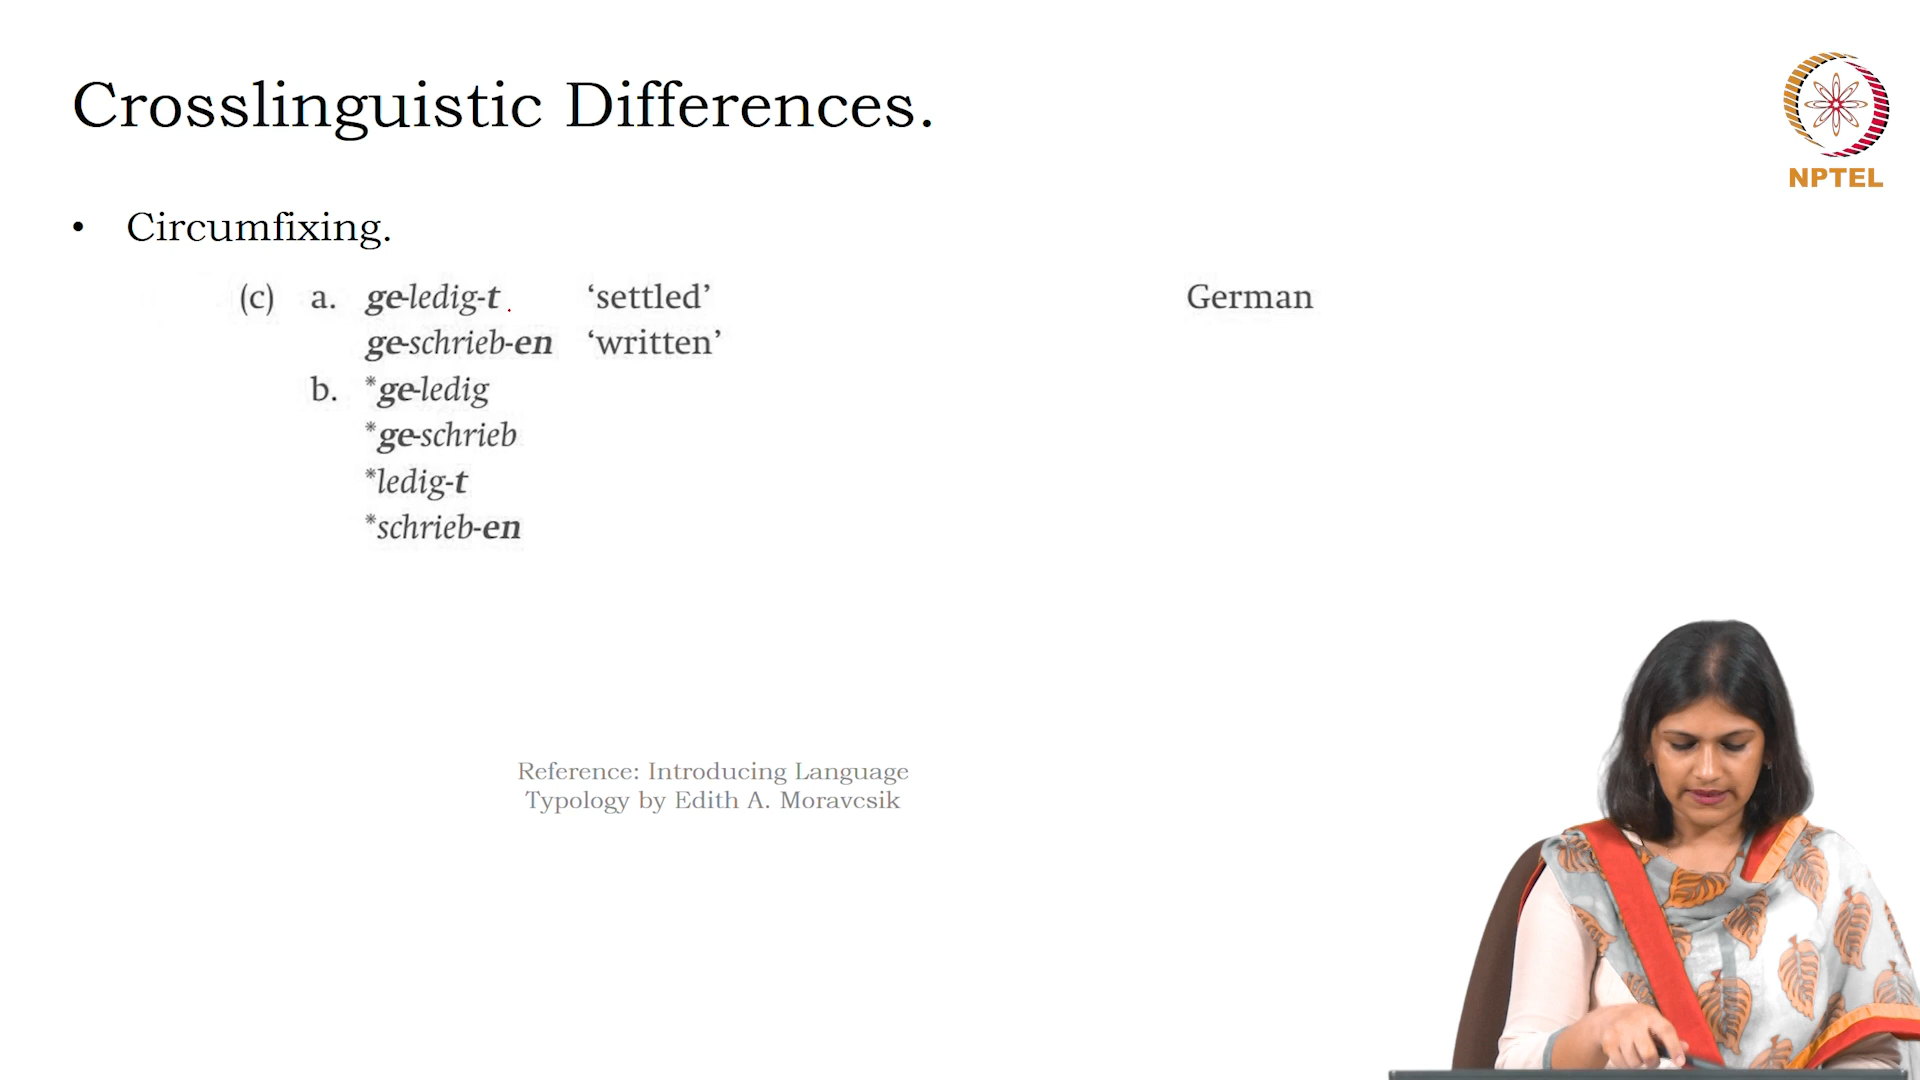 Crosslinguistic Differences.
NPTEL
• Circumfixing.
(c) a. ge-ledig-t ‘settled’ German
ge-schrieb-en ‘written’
b. *ge-ledig
*ge-schrieb
*ledig-t
*schrieb-en
Reference: Introducing Language
Typology by Edith A. Moravcsik